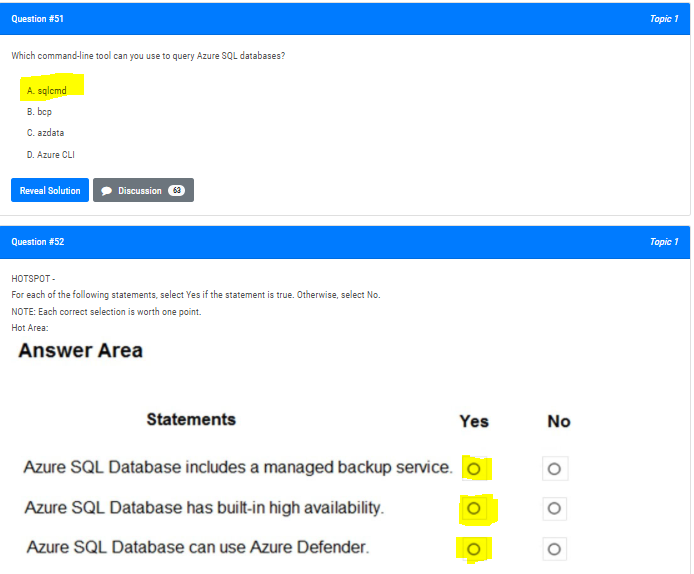 Question #51 Topic 1
Which command-line tool can you use to query Azure SQL databases?
A. sqlcmd
B. bcp
C. azdata
D. Azure CLI
Reveal Solution Discussion 63
Question #52 Topic 1
HOTSPOT -
For each of the following statements, select Yes if the statement is true. Otherwise, select No.
NOTE: Each correct selection is worth one point.
Hot Area:
Answer Area
Statements Yes No
Azure SQL Database includes a managed backup service.
Azure SQL Database has built-in high availability.
Azure SQL Database can use Azure Defender.